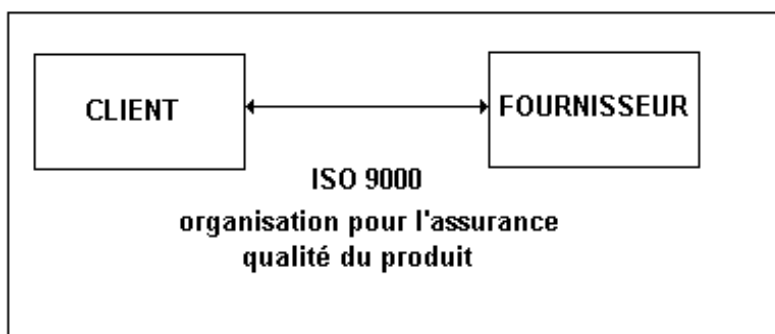 CLIENT
FOURNISSEUR
ISO 9000
organisation pour l'assurance
qualité du produit